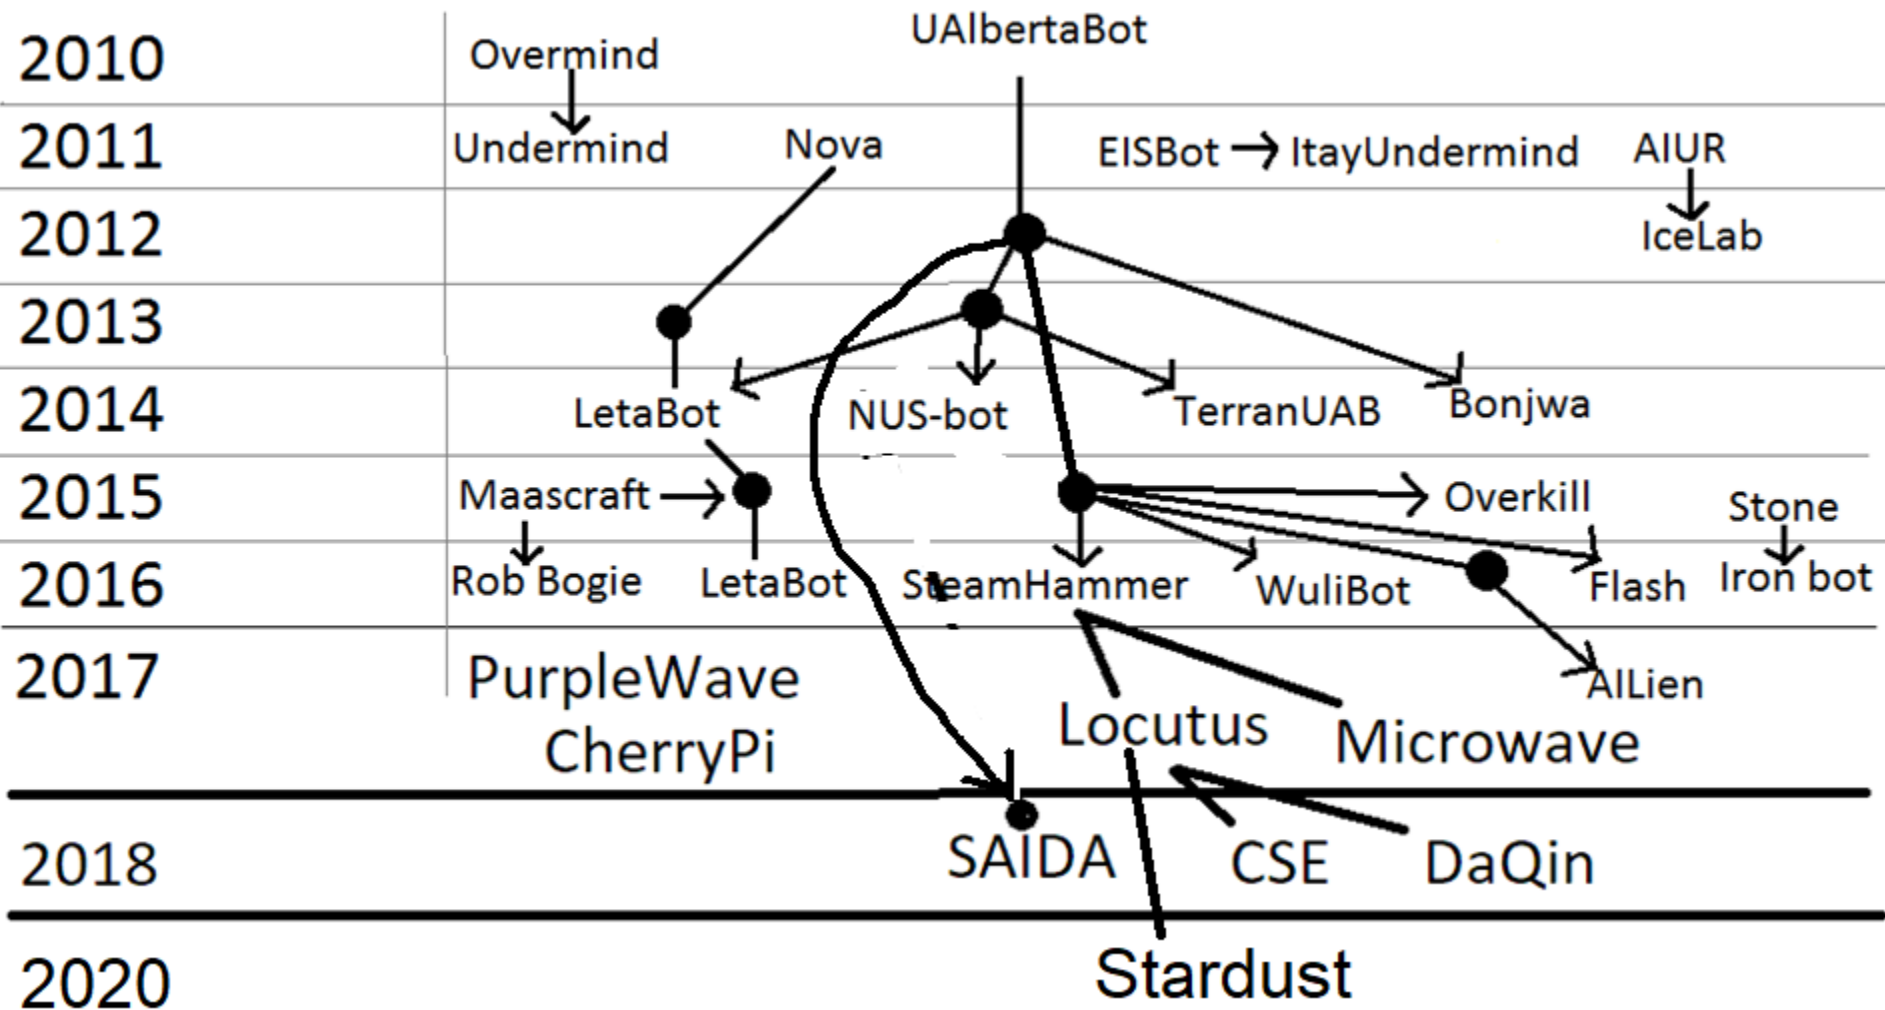 2010 Overmind UAlbertaBot
2011 Undermind Nova EISBot ItayUndermind AIUR
2012 IceLab
2013
2014 LetaBot NUS-bot TerranUAB Bonjwa
2015 Maascraft Overkill Stone
2016 Rob Bogie LetaBot SteamHammer WuliBot Flash Iron bot
2017 PurpleWave AILien
CherryPi Locutus Microwave
2018 SAIDA CSE DaQin
2020 Stardust